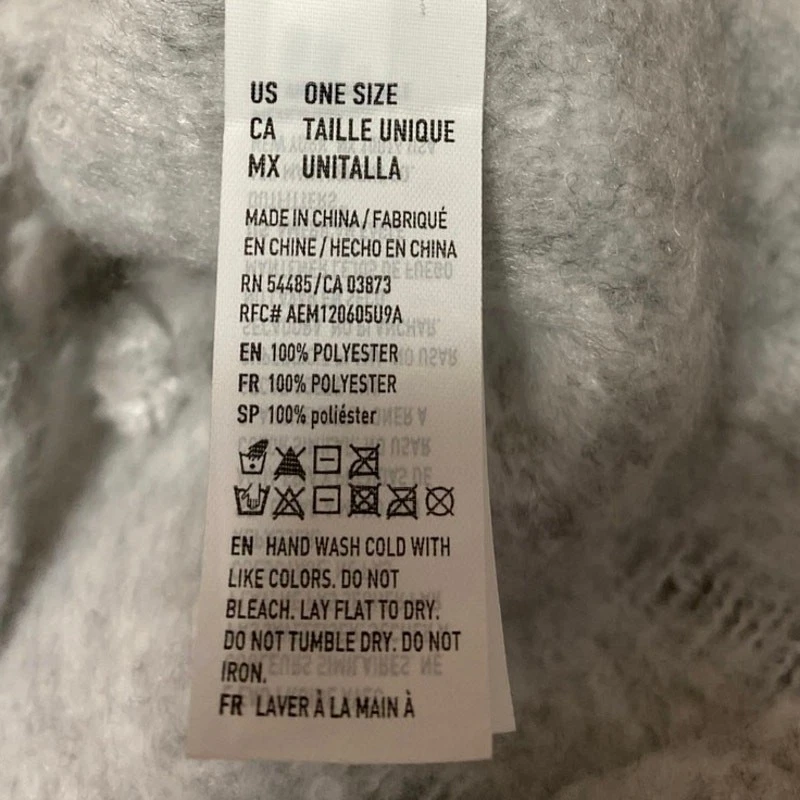 US ONE SIZE
CA TAILLE UNIQUE
MX UNITALLA
MADE IN CHINA / FABRIQUÉ
EN CHINE / HECHO EN CHINA
RN 54485/CA 03873
RFC# AEM120605U9A
EN 100% POLYESTER
FR 100% POLYESTER
SP 100% poliéster
EN HAND WASH COLD WITH
LIKE COLORS. DO NOT
BLEACH. LAY FLAT TO DRY.
DO NOT TUMBLE DRY. DO NOT
IRON.
FR LAVER À LA MAIN À